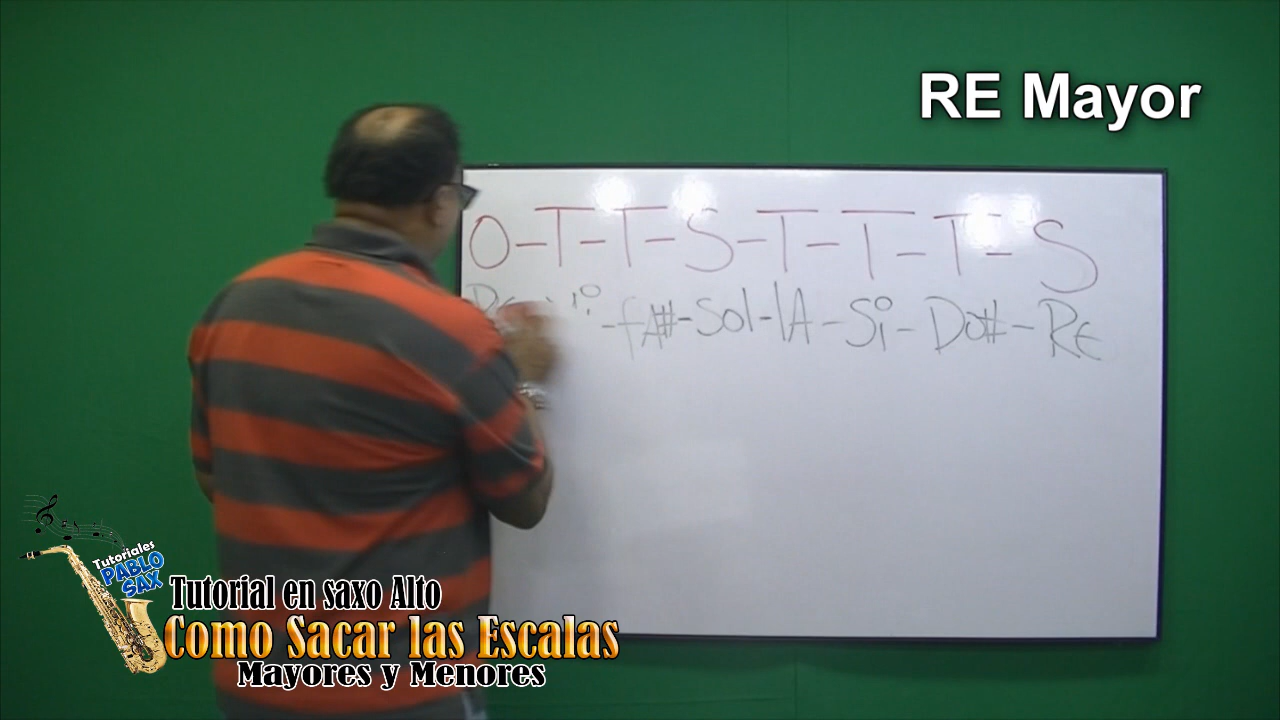 RE Mayor
O-T-T-S-T-T-T-S
-fA#-Sol-lA-Si-Do#-RE
Tutoriales
PABLO
SAX
Tutorial en saxo Alto
Como Sacar las Escalas
Mayores y Menores